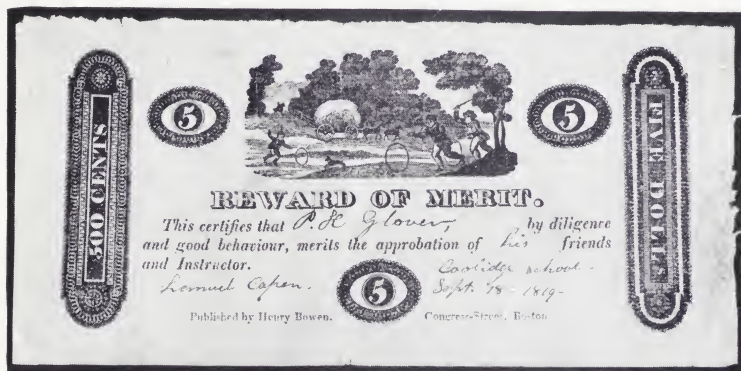 500 CENTS
5
5
FIVE DOLLS
REWARD OF MERIT.
This certifies that P. H Glover, by diligence
and good behaviour, merits the approbation of his friends
and Instructor. Coolidge school.
Lemuel Capen. 5 Sept. 18 - 1819 -
Published by Henry Bowen, Congress-Street, Boston